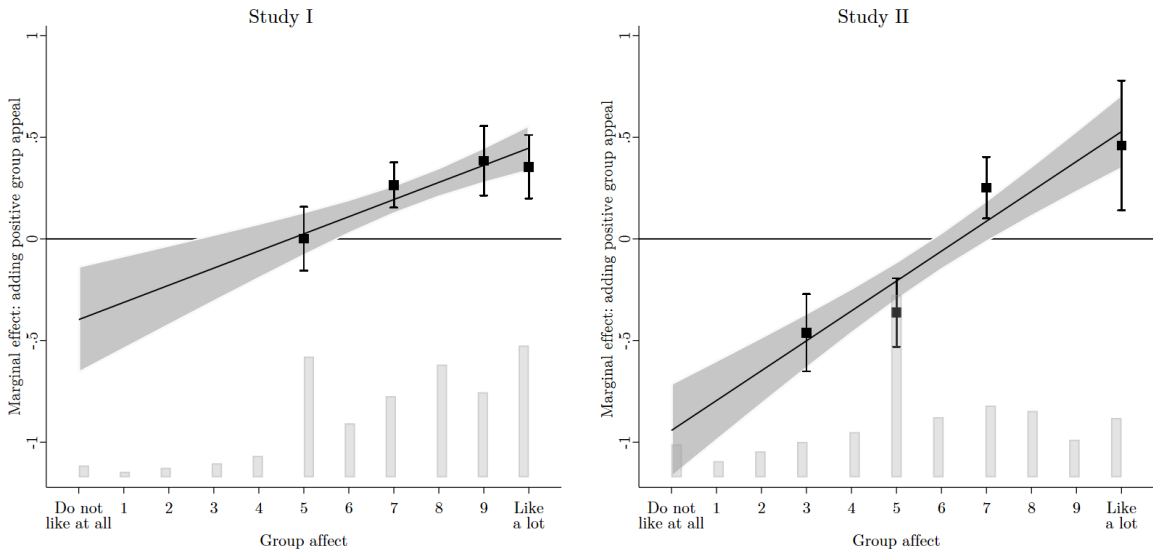 Study I
Marginal effect: adding positive group appeal
1
.5
0
-.5
-1
Do not
like at all
1 2 3 4 5 6 7 8 9
Like
a lot
Group affect
Study II
Marginal effect: adding positive group appeal
1
.5
0
-.5
-1
Do not
like at all
1 2 3 4 5 6 7 8 9
Like
a lot
Group affect